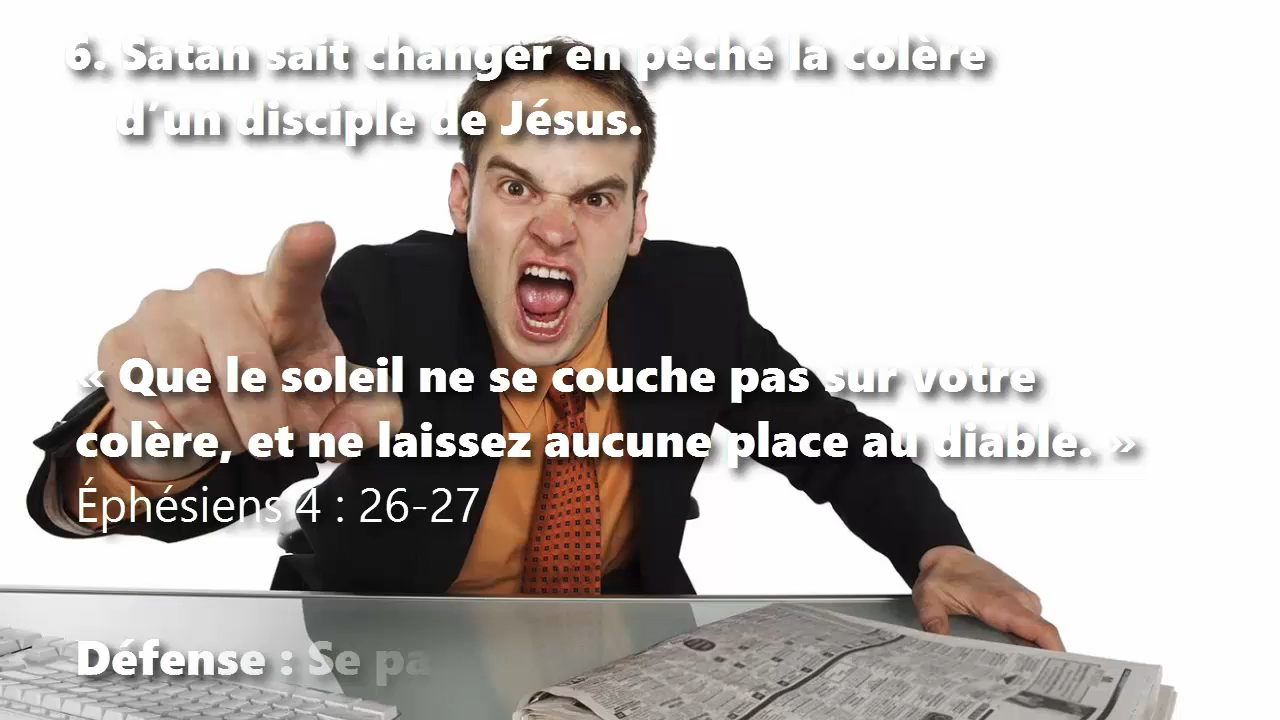 6. Satan sait changer en péché la colère
d’un disciple de Jésus.
« Que le soleil ne se couche pas sur votre
colère, et ne laissez aucune place au diable. »
Éphésiens 4 : 26-27
Défense : Se pa